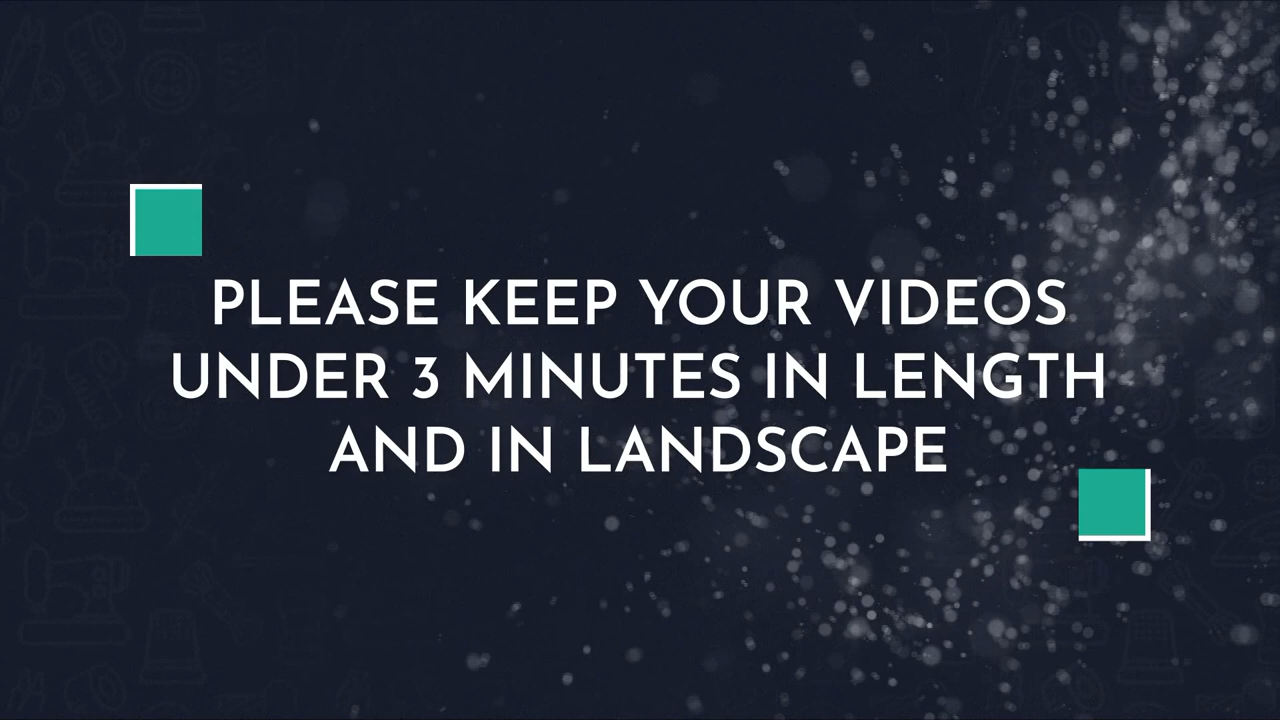 PLEASE KEEP YOUR VIDEOS
UNDER 3 MINUTES IN LENGTH
AND IN LANDSCAPE